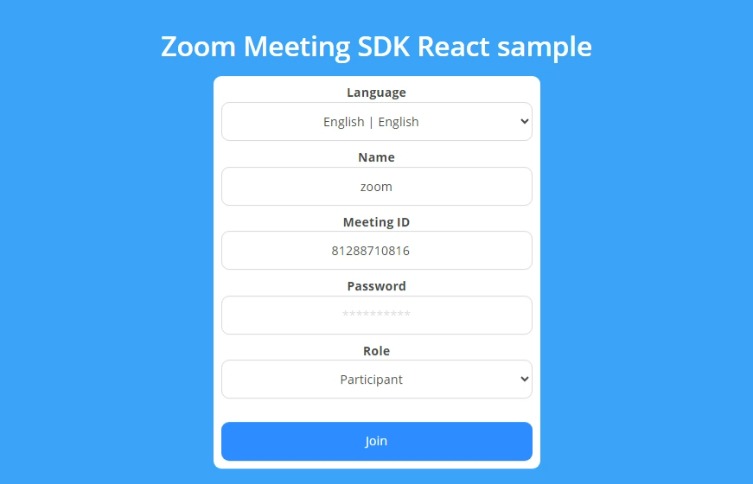 Zoom Meeting SDK React sample
Language
English | English
Name
zoom
Meeting ID
81288710816
Password
**********
Role
Participant
Join